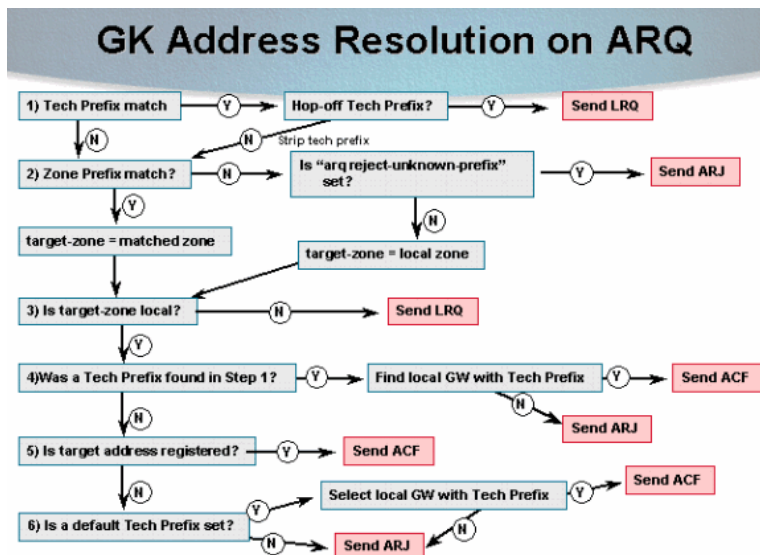 GK Address Resolution on ARQ
1) Tech Prefix match
Y
Hop-off Tech Prefix?
Y
Send LRQ
N
N
Strip tech prefix
2) Zone Prefix match?
N
Is “arq reject-unknown-prefix”
set?
Y
Send ARJ
Y
N
target-zone = matched zone
target-zone = local zone
3) Is target-zone local?
N
Send LRQ
Y
4)Was a Tech Prefix found in Step 1?
Y
Find local GW with Tech Prefix
Y
Send ACF
N
N
Send ARJ
5) Is target address registered?
Y
Send ACF
N
Y
Select local GW with Tech Prefix
Y
Send ACF
6) Is a default Tech Prefix set?
N
N
Send ARJ